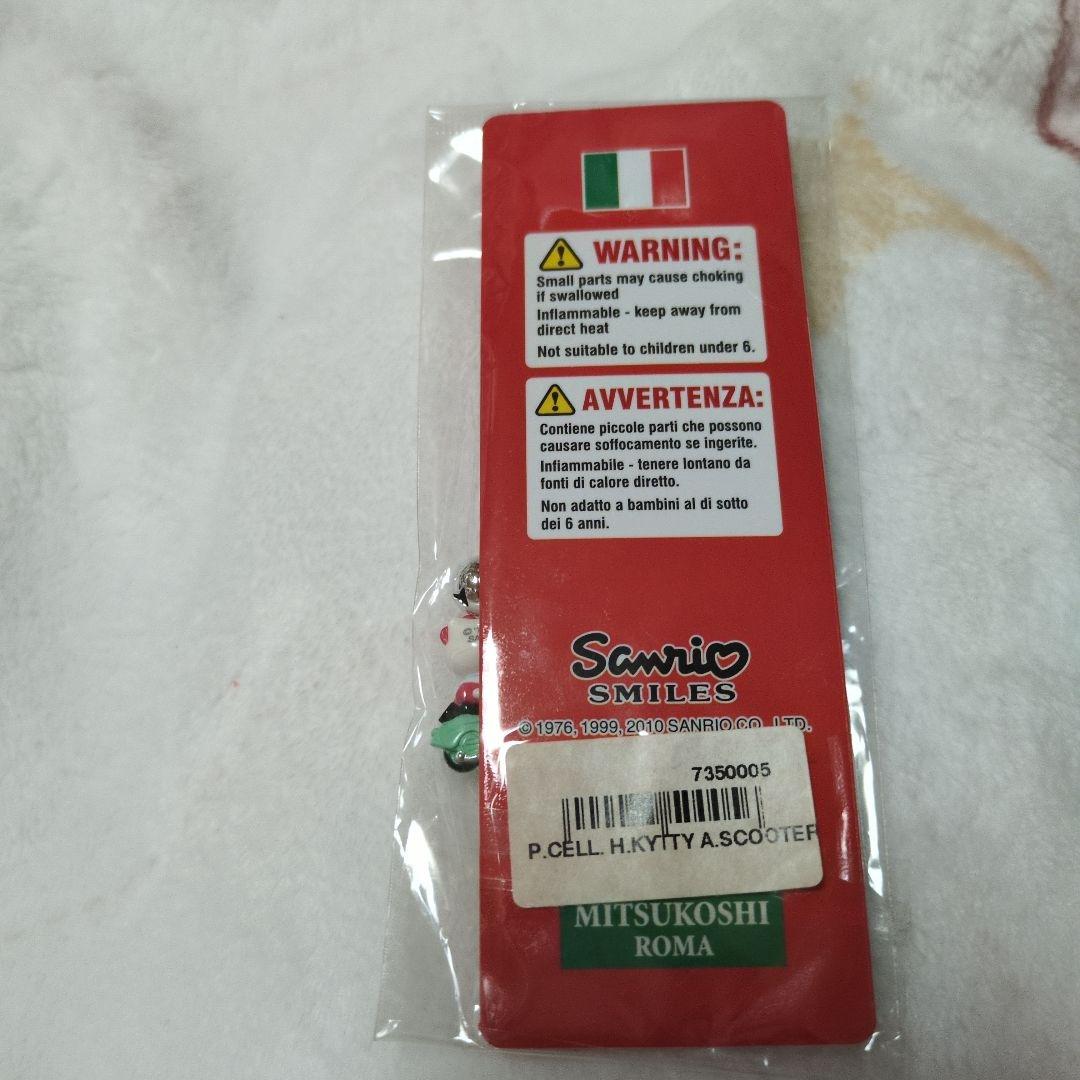 WARNING:
Small parts may cause choking
if swallowed
Inflammable - keep away from
direct heat
Not suitable to children under 6.
AVVERTENZA:
Contiene piccole parti che possono
causare soffocamento se ingerite.
Infiammabile - tenere lontano da
fonti di calore diretto.
Non adatto a bambini al di sotto
dei 6 anni.
Sanrio
SMILES
© 1976, 1999, 2010 SANRIO CO., LTD.
7350005
P.CELL. H.KYTTY A.SCOOTER
MITSUKOSHI
ROMA